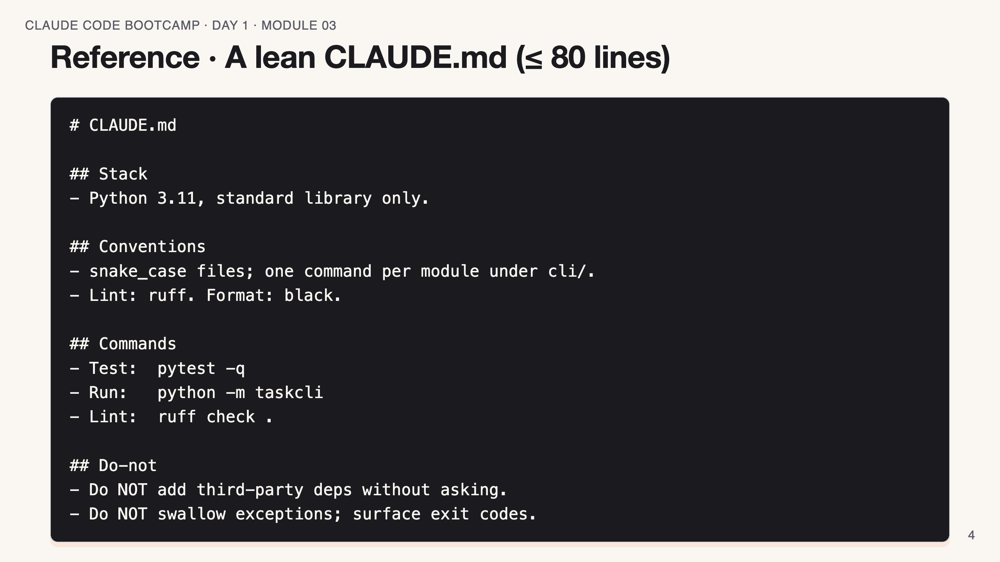 CLAUDE CODE BOOTCAMP · DAY 1 · MODULE 03
Reference · A lean CLAUDE.md (≤ 80 lines)
# CLAUDE.md
## Stack
- Python 3.11, standard library only.
## Conventions
- snake_case files; one command per module under cli/.
- Lint: ruff. Format: black.
## Commands
- Test:  pytest -q
- Run:   python -m taskcli
- Lint:  ruff check .
## Do-not
- Do NOT add third-party deps without asking.
- Do NOT swallow exceptions; surface exit codes.
4